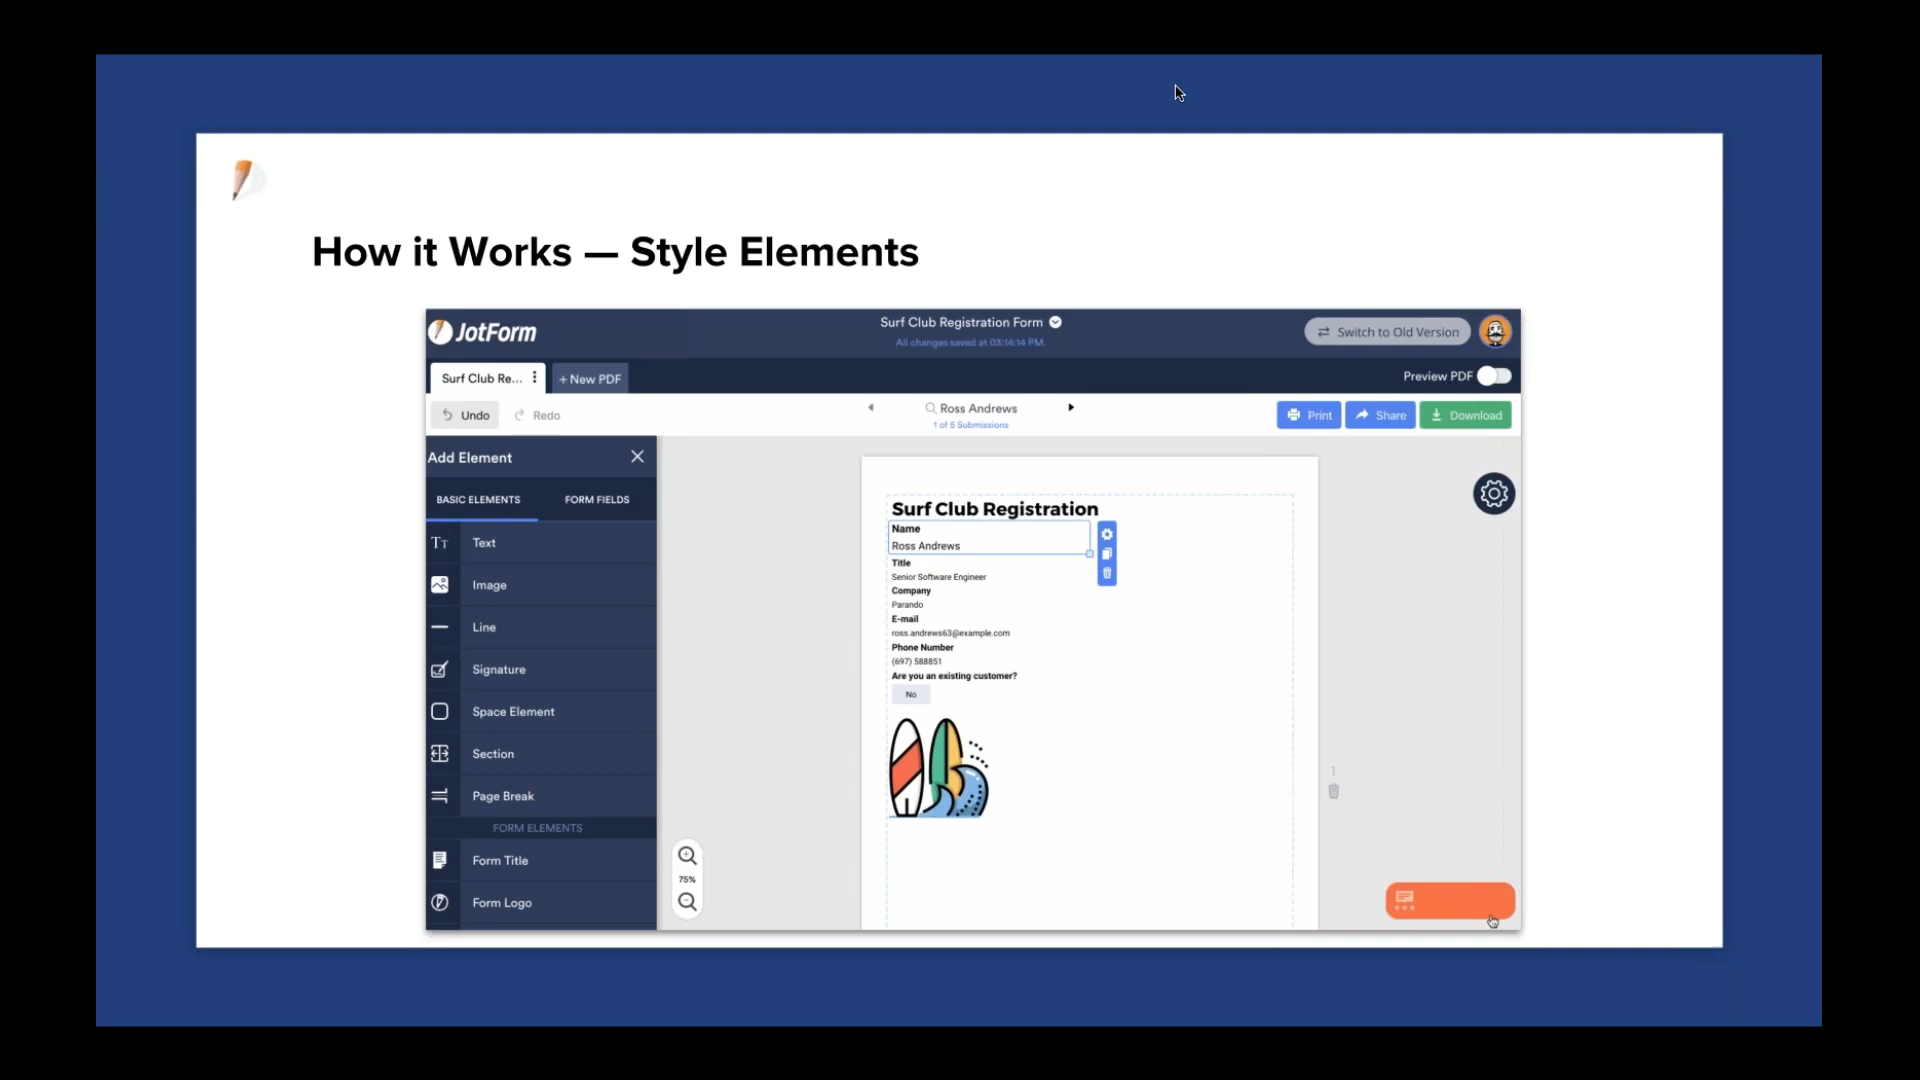 How it Works — Style Elements
JotForm
Surf Club Registration Form
All changes saved at 03:14:14 PM.
Switch to Old Version
Surf Club Re...
+ New PDF
Preview PDF
Undo
Redo
Ross Andrews
1 of 5 Submissions
Print
Share
Download
Add Element
BASIC ELEMENTS
FORM FIELDS
Tt Text
Image
Line
Signature
Space Element
Section
Page Break
FORM ELEMENTS
Form Title
Form Logo
75%
Surf Club Registration
Name
Ross Andrews
Title
Senior Software Engineer
Company
Parando
E-mail
ross.andrews63@example.com
Phone Number
(697) 588851
Are you an existing customer?
No
1